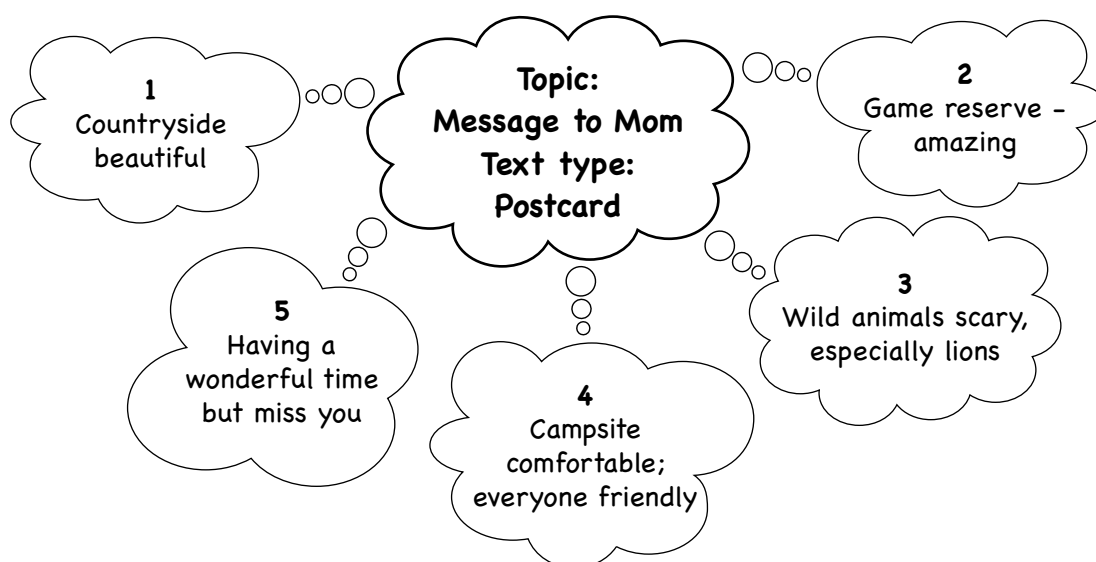 Topic:
Message to Mom
Text type:
Postcard
1
Countryside
beautiful
2
Game reserve –
amazing
3
Wild animals scary,
especially lions
4
Campsite
comfortable;
everyone friendly
5
Having a
wonderful time
but miss you